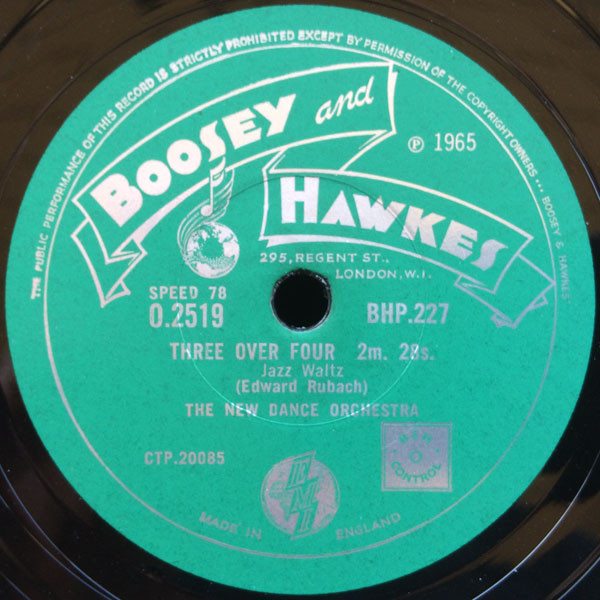 THE PUBLIC PERFORMANCE OF THIS RECORD IS STRICTLY PROHIBITED EXCEPT BY PERMISSION OF THE COPYRIGHT OWNERS ... BOOSEY & HAWKES
BOOSEY and
HAWKES
℗ 1965
295, REGENT ST.,
LONDON, W.I.
SPEED 78
O.2519
BHP.227
THREE OVER FOUR 2m. 28s.
Jazz Waltz
(Edward Rubach)
THE NEW DANCE ORCHESTRA
CTP.20085
EMI
CONTROL
MADE IN ENGLAND